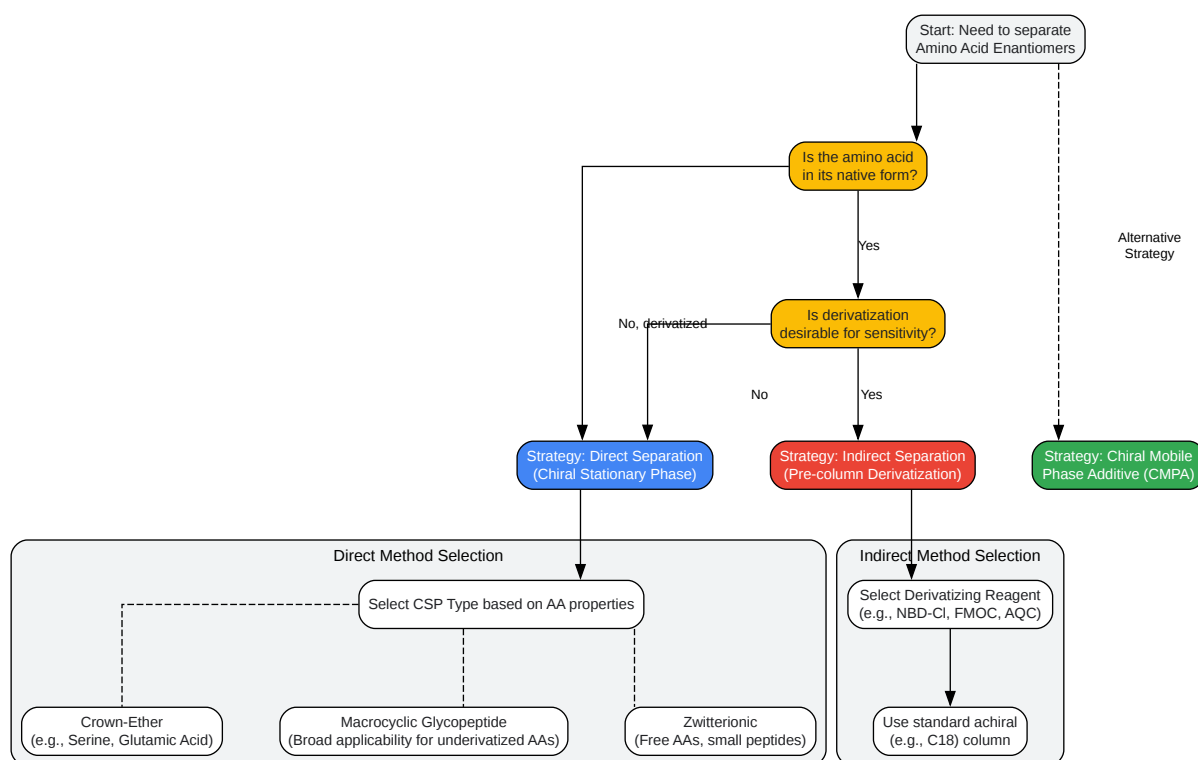 Start: Need to separate
Amino Acid Enantiomers
Is the amino acid
in its native form?
Alternative
Strategy
Yes
Is derivatization
desirable for sensitivity?
No, derivatized
No
Yes
Strategy: Direct Separation
(Chiral Stationary Phase)
Strategy: Indirect Separation
(Pre-column Derivatization)
Strategy: Chiral Mobile
Phase Additive (CMPA)
Direct Method Selection
Indirect Method Selection
Select CSP Type based on AA properties
Select Derivatizing Reagent
(e.g., NBD-Cl, FMOC, AQC)
Crown-Ether
(e.g., Serine, Glutamic Acid)
Macrocyclic Glycopeptide
(Broad applicability for underivatized AAs)
Zwitterionic
(Free AAs, small peptides)
Use standard achiral
(e.g., C18) column